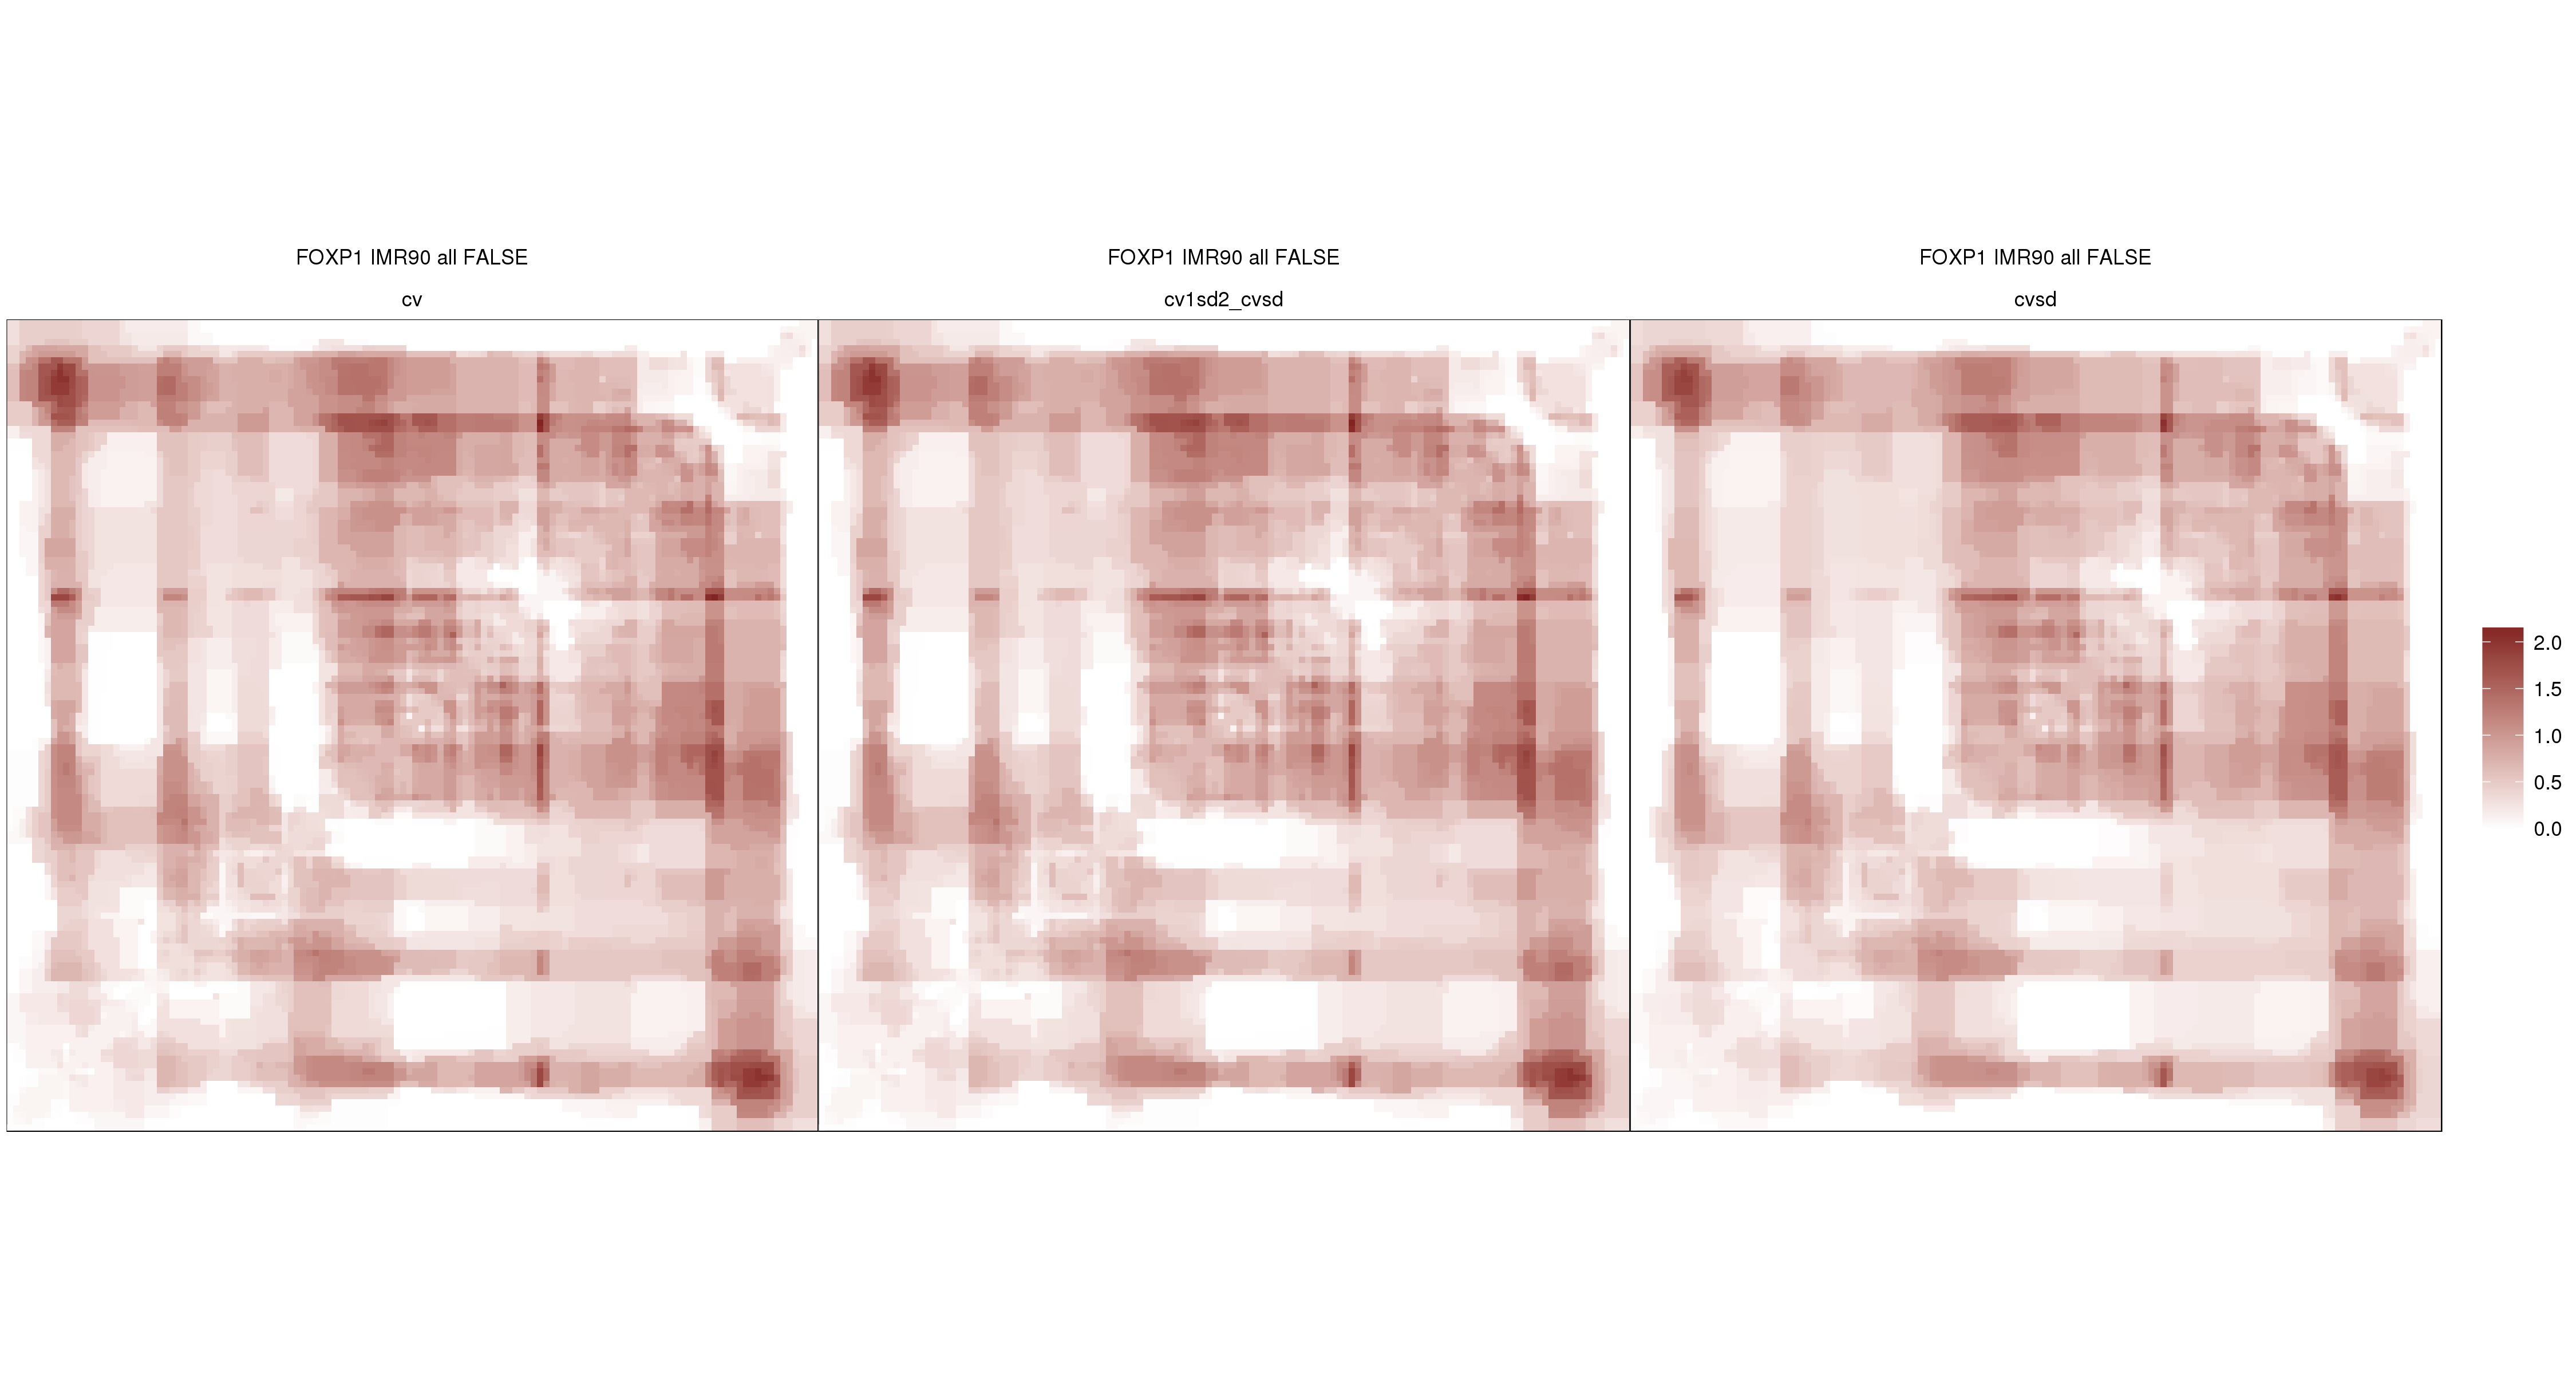 FOXP1 IMR90 all FALSE
cv
FOXP1 IMR90 all FALSE
cv1sd2_cvsd
FOXP1 IMR90 all FALSE
cvsd
2.0
1.5
1.0
0.5
0.0